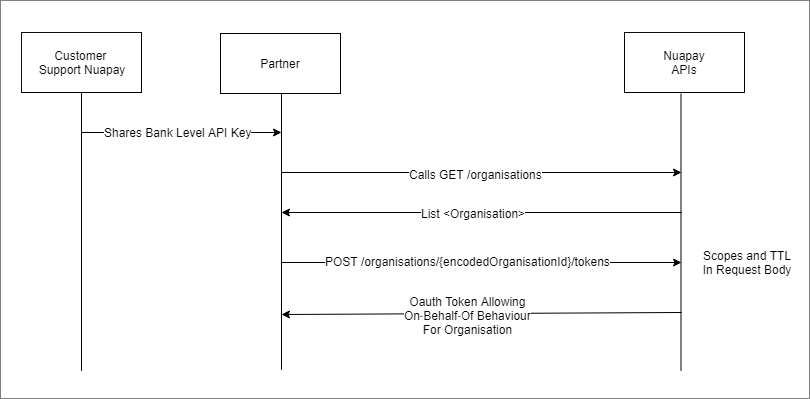 Customer
Support Nuapay
Partner
Nuapay
APIs
Shares Bank Level API Key
Calls GET /organisations
List <Organisation>
POST /organisations/{encodedOrganisationId}/tokens
Scopes and TTL
In Request Body
Oauth Token Allowing
On-Behalf-Of Behaviour
For Organisation